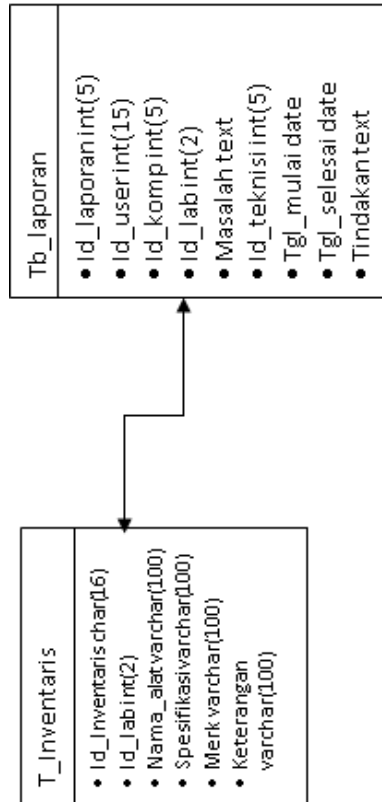 Tb_laporan
• Id_laporan int(5)
• Id_user int(15)
• Id_komp int(5)
• Id_lab int(2)
• Masalah text
• Id_teknisi int(5)
• Tgl_mulai date
• Tgl_selesai date
• Tindakan text
T_Inventaris
• Id_Inventaris char(16)
• Id_lab int(2)
• Nama_alat varchar(100)
• Spesifikasi varchar(100)
• Merk varchar(100)
• Keterangan
varchar(100)